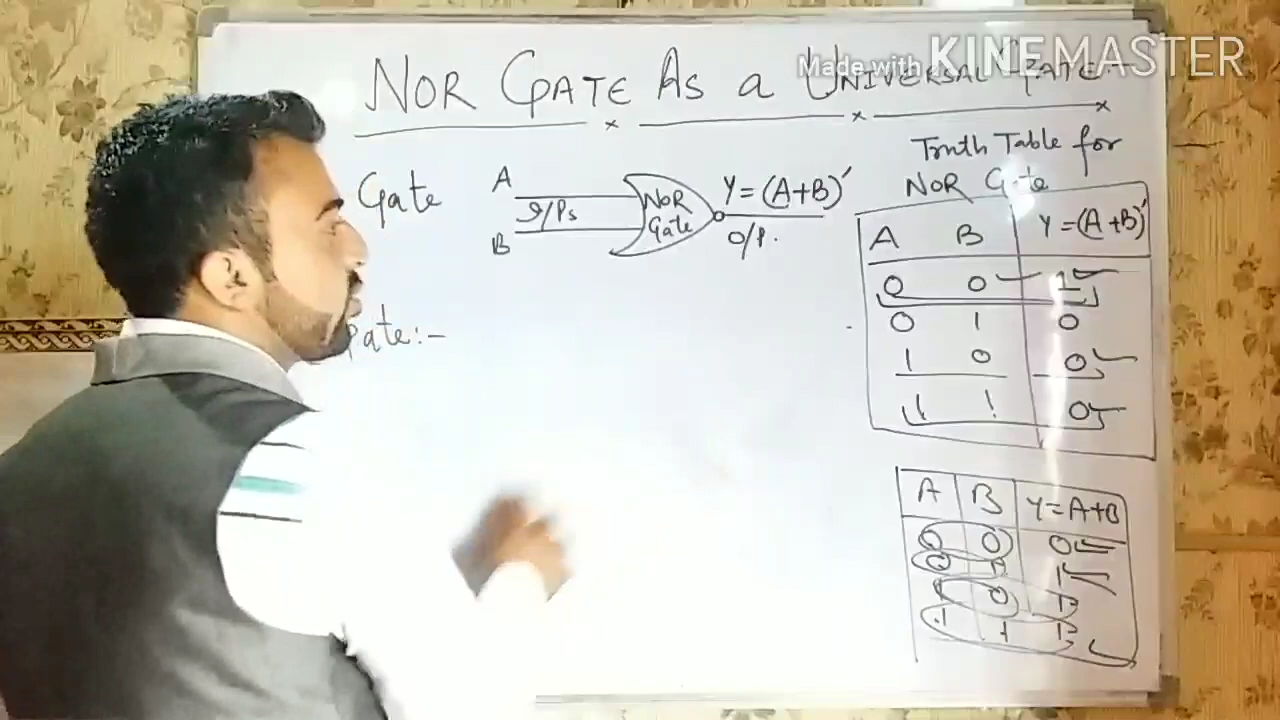 Made with KINEMASTER
NOR GATE AS a UNIVERSAL GATE:-
Gate
A
I/Ps
B
NOR
Gate
Y=(A+B)'
O/P.
Truth Table for
NOR Gate
A B Y=(A+B)'
0 0 1
0 1 0
1 0 0
1 1 0
ate:-
A B Y=A+B
0 0 0
0 1 1
1 0 1
1 1 1